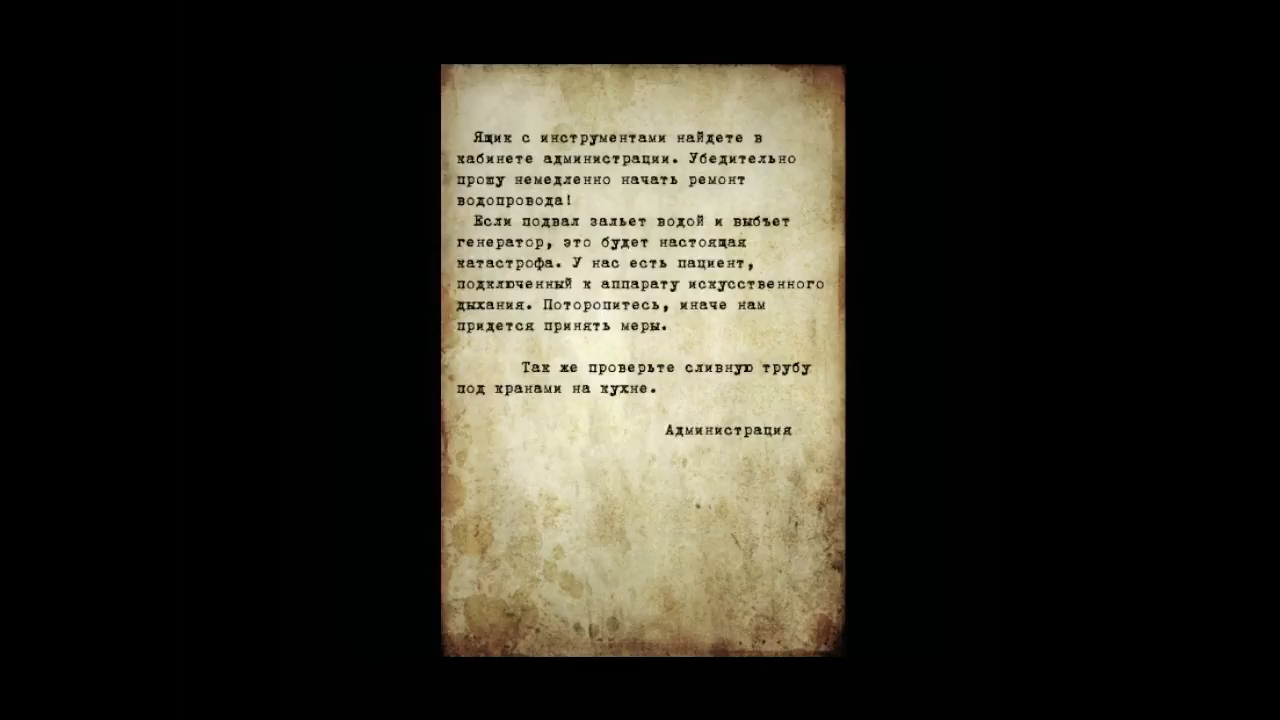 Ящик с инструментами найдете в
кабинете администрации. Убедительно
прошу немедленно начать ремонт
водопровода!
Если подвал зальет водой и выбъет
генератор, это будет настоящая
катастрофа. У нас есть пациент,
подключенный к аппарату искусственного
дыхания. Поторопитесь, иначе нам
придется принять меры.
Так же проверьте сливную трубу
под кранами на кухне.
Администрация